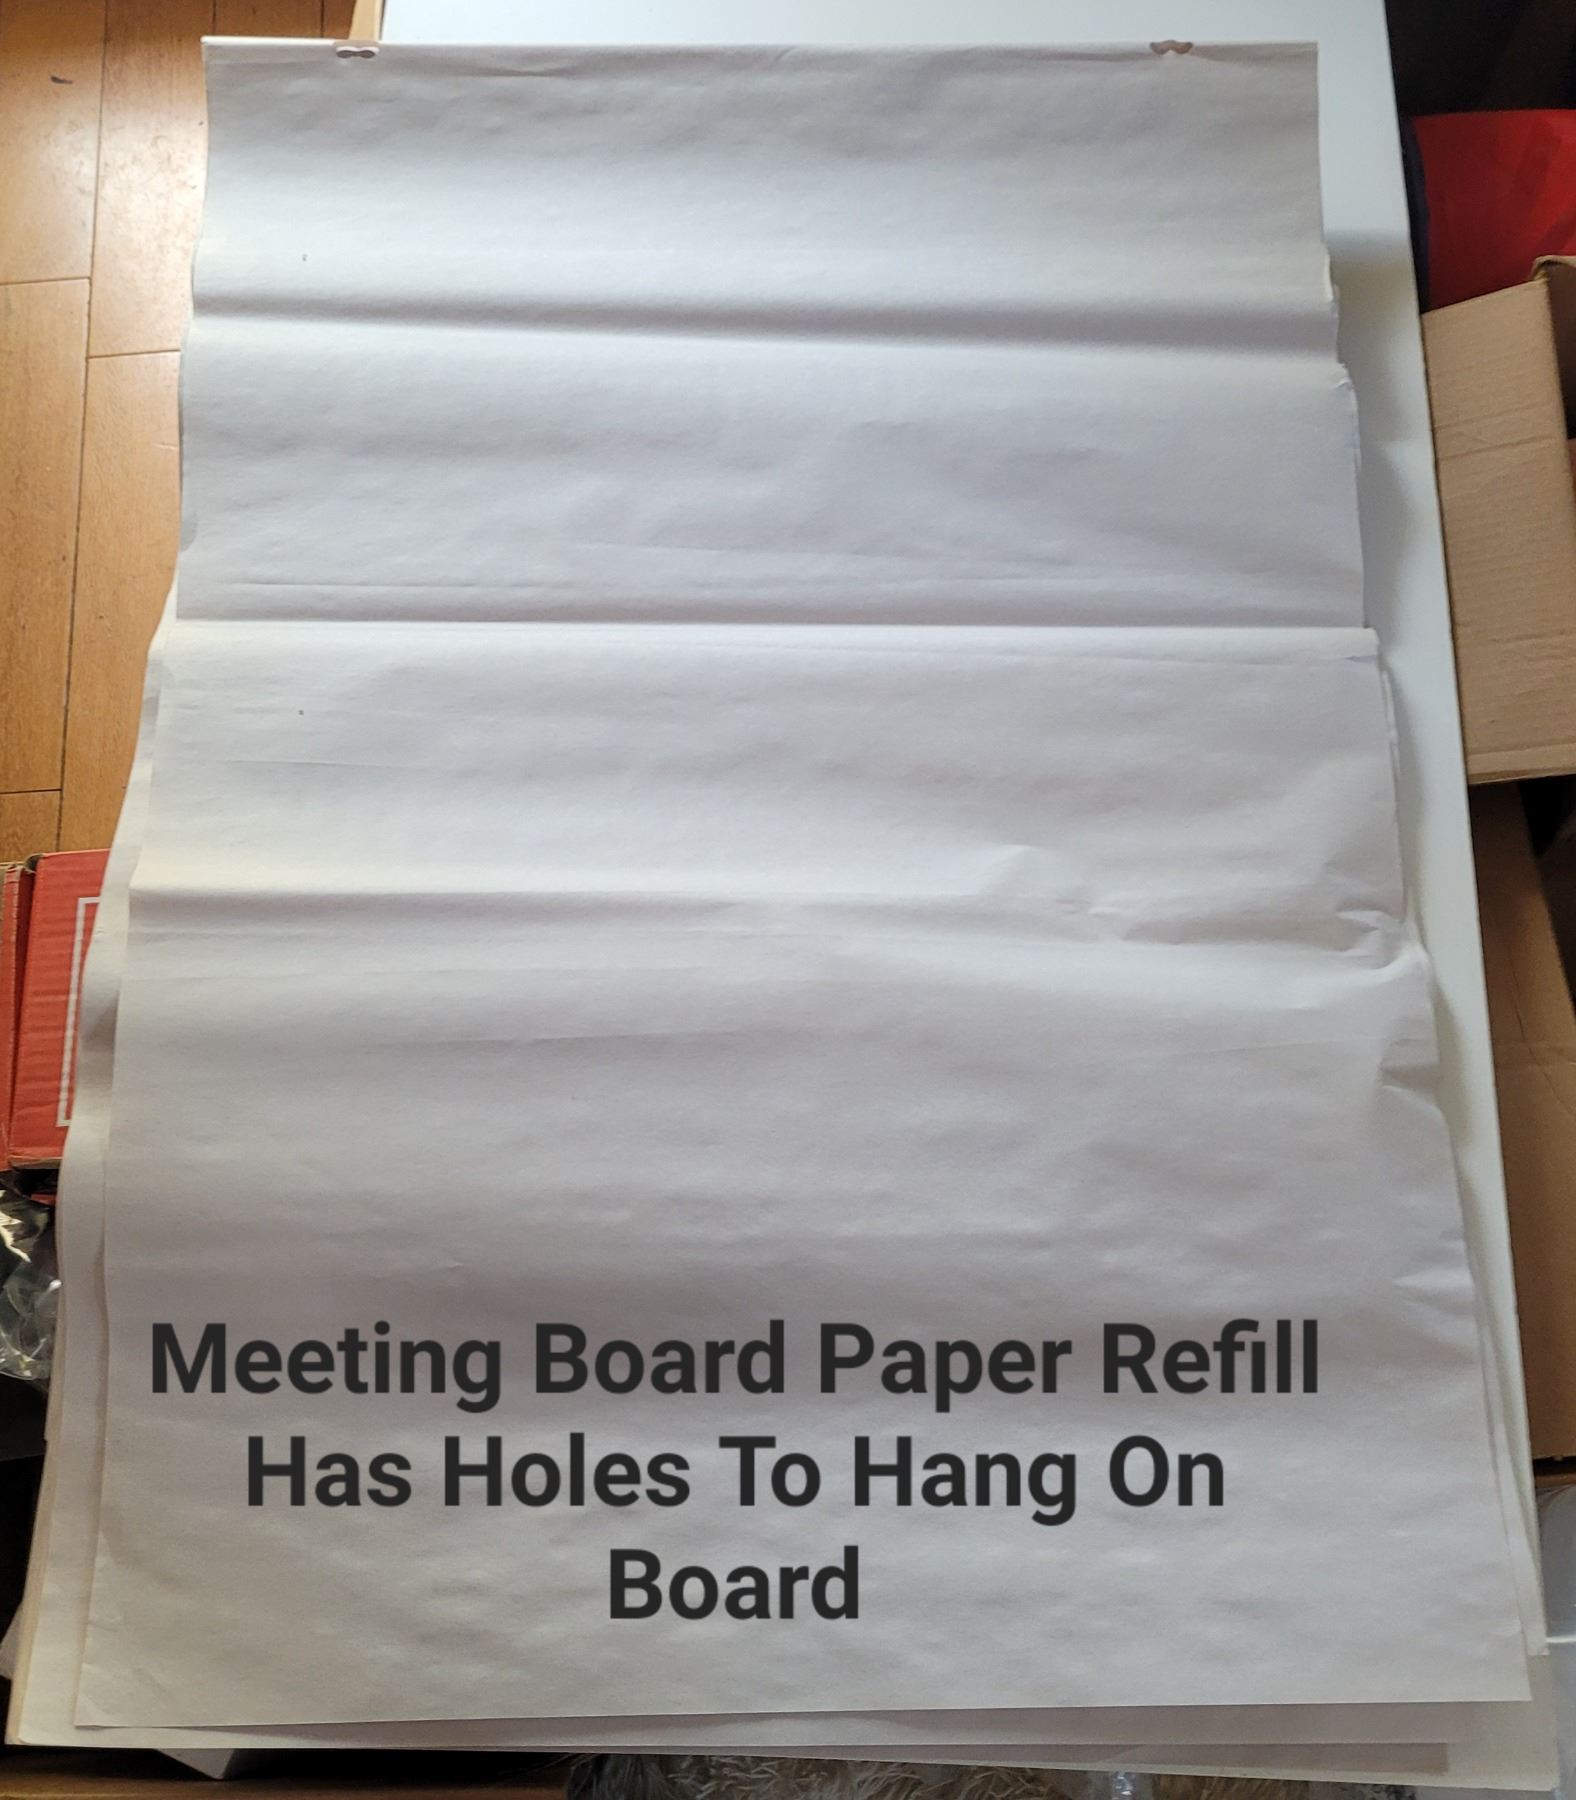 Meeting Board Paper Refill
Has Holes To Hang On
Board